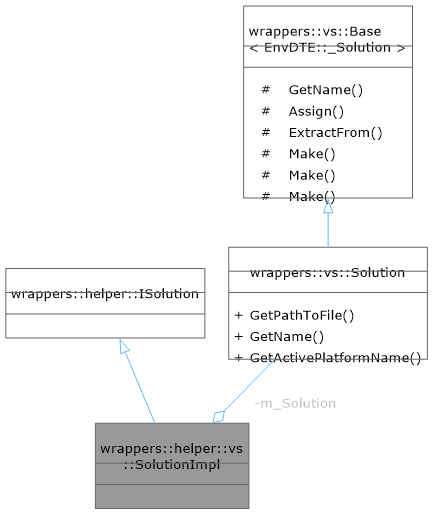 wrappers::vs::Base
< EnvDTE::_Solution >
# GetName()
# Assign()
# ExtractFrom()
# Make()
# Make()
# Make()
wrappers::helper::ISolution
wrappers::vs::Solution
+ GetPathToFile()
+ GetName()
+ GetActivePlatformName()
-m_Solution
wrappers::helper::vs
::SolutionImpl